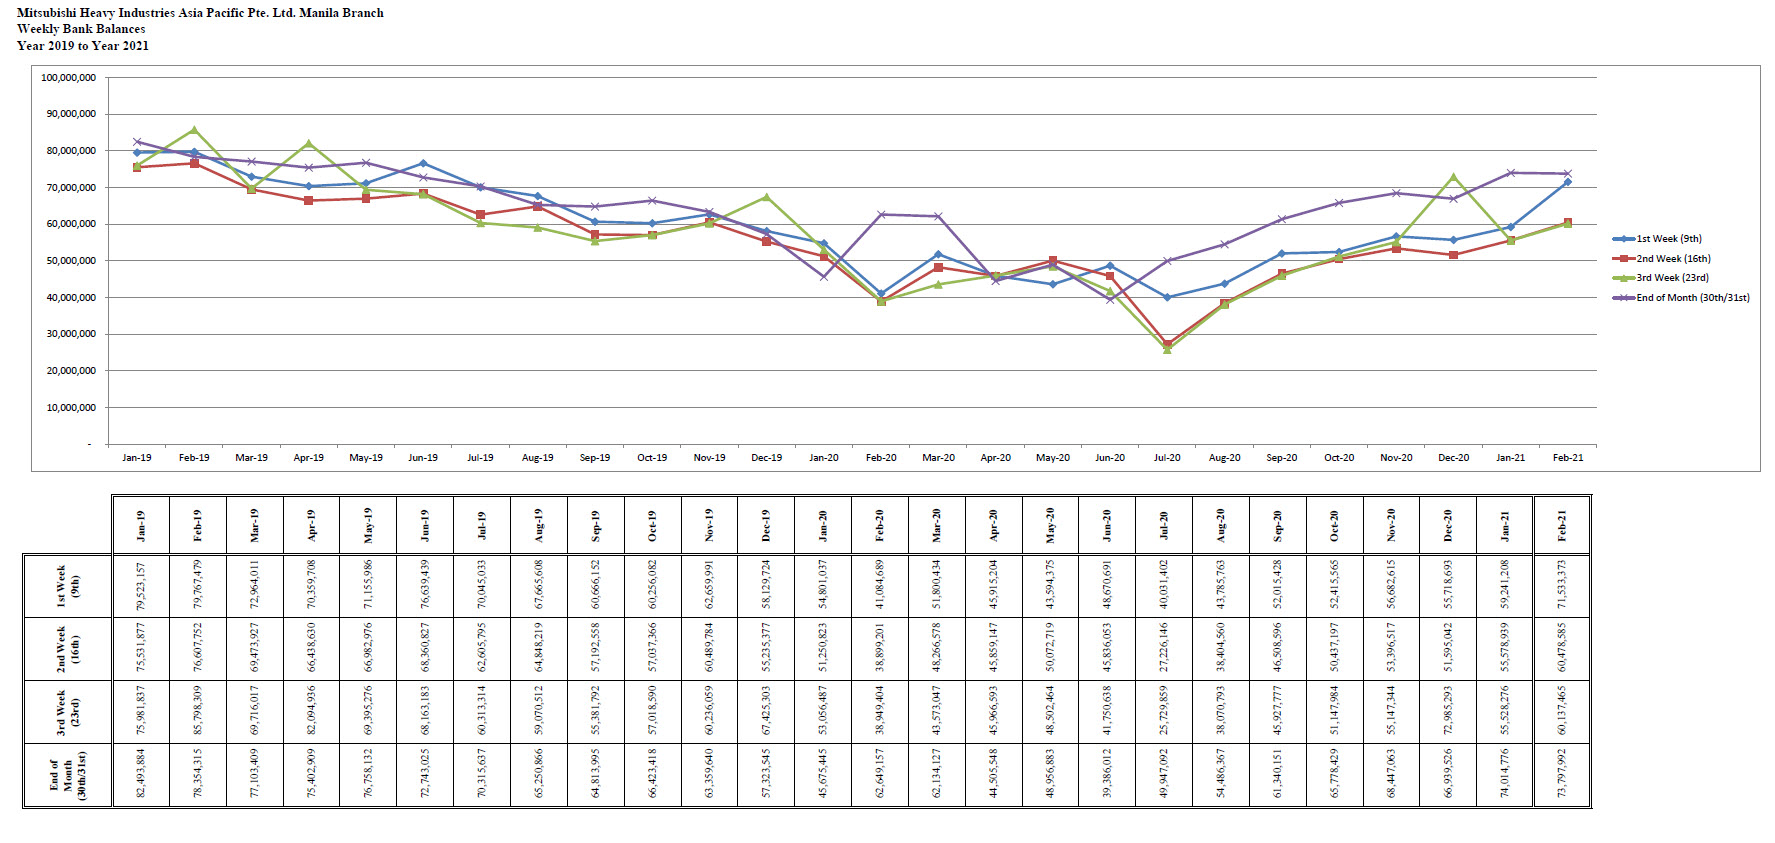 Mitsubishi Heavy Industries Asia Pacific Pte. Ltd. Manila Branch
Weekly Bank Balances
Year 2019 to Year 2021
100,000,000
90,000,000
80,000,000
70,000,000
60,000,000
50,000,000
40,000,000
30,000,000
20,000,000
10,000,000
-
Jan-19 Feb-19 Mar-19 Apr-19 May-19 Jun-19 Jul-19 Aug-19 Sep-19 Oct-19 Nov-19 Dec-19 Jan-20 Feb-20 Mar-20 Apr-20 May-20 Jun-20 Jul-20 Aug-20 Sep-20 Oct-20 Nov-20 Dec-20 Jan-21 Feb-21
1st Week (9th)
2nd Week (16th)
3rd Week (23rd)
End of Month (30th/31st)
Jan-19 Feb-19 Mar-19 Apr-19 May-19 Jun-19 Jul-19 Aug-19 Sep-19 Oct-19 Nov-19 Dec-19 Jan-20 Feb-20 Mar-20 Apr-20 May-20 Jun-20 Jul-20 Aug-20 Sep-20 Oct-20 Nov-20 Dec-20 Jan-21 Feb-21
1st Week
(9th)
79,523,157 79,767,479 72,964,011 70,359,708 71,155,986 76,639,439 70,045,033 67,665,608 60,666,152 60,256,082 62,659,991 58,129,724 54,801,037 41,084,689 51,800,434 45,915,204 43,594,375 48,670,691 40,031,402 43,785,763 52,015,428 52,415,565 56,682,615 55,718,693 59,241,208 71,533,373
2nd Week
(16th)
75,531,877 76,607,752 69,473,927 66,438,630 66,982,976 68,360,827 62,605,795 64,848,219 57,192,558 57,037,366 60,489,784 55,235,377 51,250,823 38,899,201 48,266,578 45,859,147 50,072,719 45,836,053 27,226,146 38,404,560 46,508,596 50,437,197 53,396,517 51,595,042 55,578,939 60,478,585
3rd Week
(23rd)
75,981,837 85,798,309 69,716,017 82,094,936 69,395,276 68,163,183 60,313,314 59,070,512 55,381,792 57,018,590 60,236,059 67,425,303 53,056,487 38,949,404 43,573,047 45,966,593 48,502,464 41,750,638 25,729,859 38,070,793 45,927,777 51,147,984 55,147,344 72,985,293 55,528,276 60,137,465
End of
Month
(30th/31st)
82,493,884 78,354,315 77,103,409 75,402,909 76,758,132 72,743,025 70,315,637 65,250,866 64,813,995 66,423,418 63,359,640 57,323,545 45,675,445 62,649,157 62,134,127 44,505,548 48,956,883 39,386,012 49,947,092 54,486,367 61,340,151 65,778,429 68,447,063 66,939,526 74,014,776 73,797,992